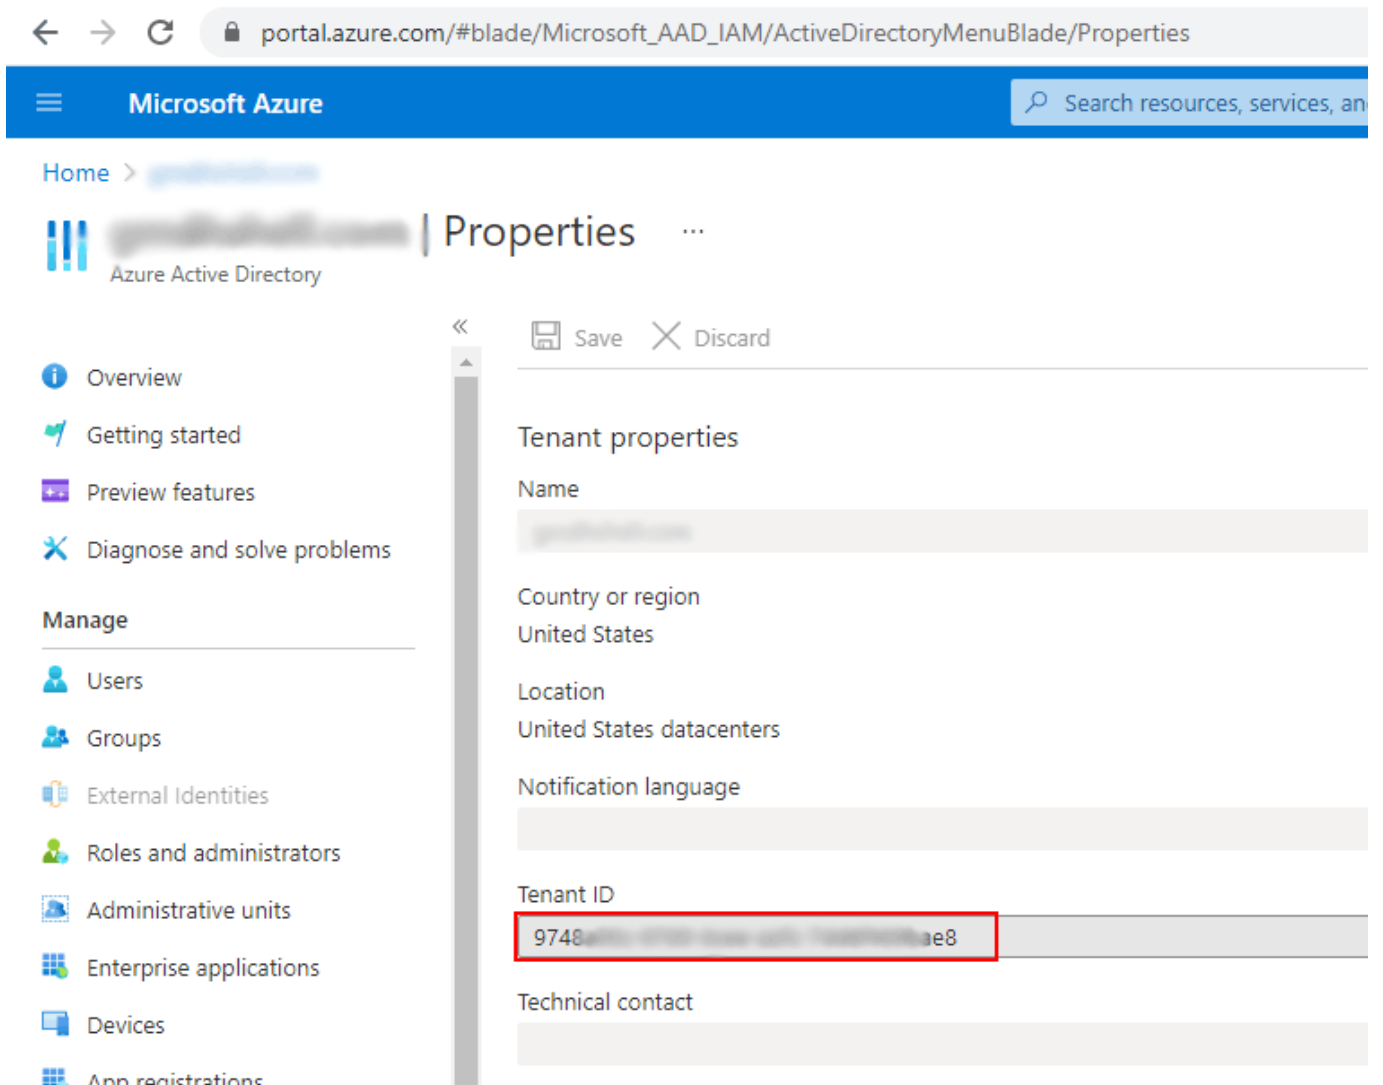 portal.azure.com/#blade/Microsoft_AAD_IAM/ActiveDirectoryMenuBlade/Properties
Microsoft Azure
Search resources, services, an
Home >
| Properties ...
Azure Active Directory
«
Save Discard
Overview
Getting started
Preview features
Diagnose and solve problems
Manage
Users
Groups
External Identities
Roles and administrators
Administrative units
Enterprise applications
Devices
App registrations
Tenant properties
Name
Country or region
United States
Location
United States datacenters
Notification language
Tenant ID
9748 ae8
Technical contact